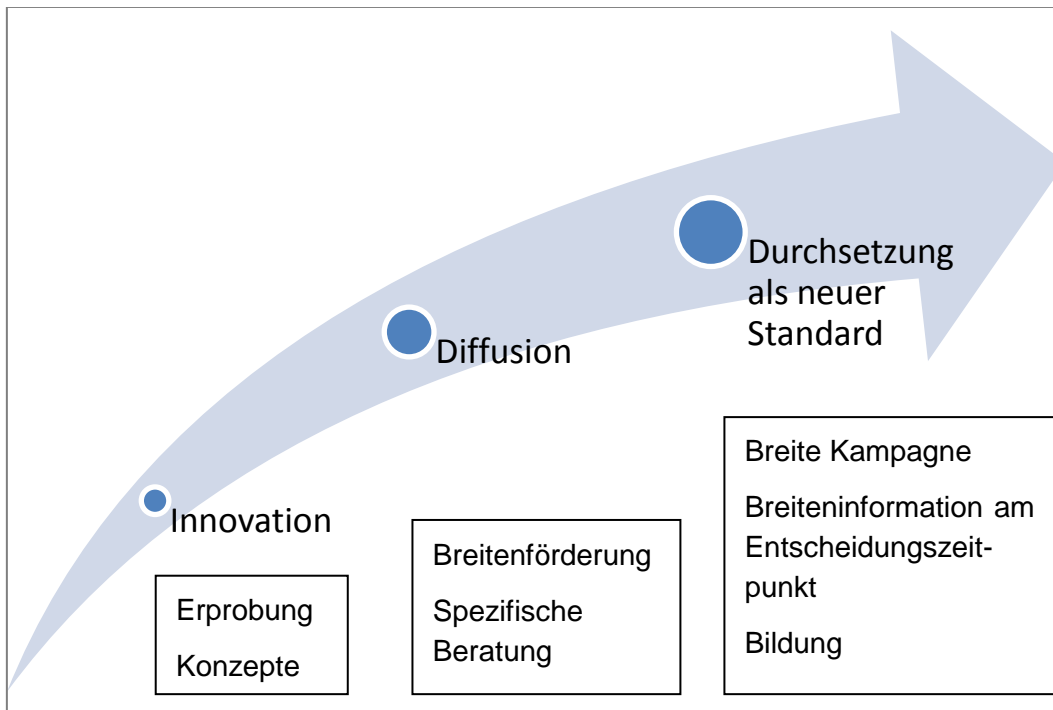 Innovation
Erprobung
Konzepte
Diffusion
Breitenförderung
Spezifische
Beratung
Durchsetzung
als neuer
Standard
Breite Kampagne
Breiteninformation am
Entscheidungszeit-
punkt
Bildung